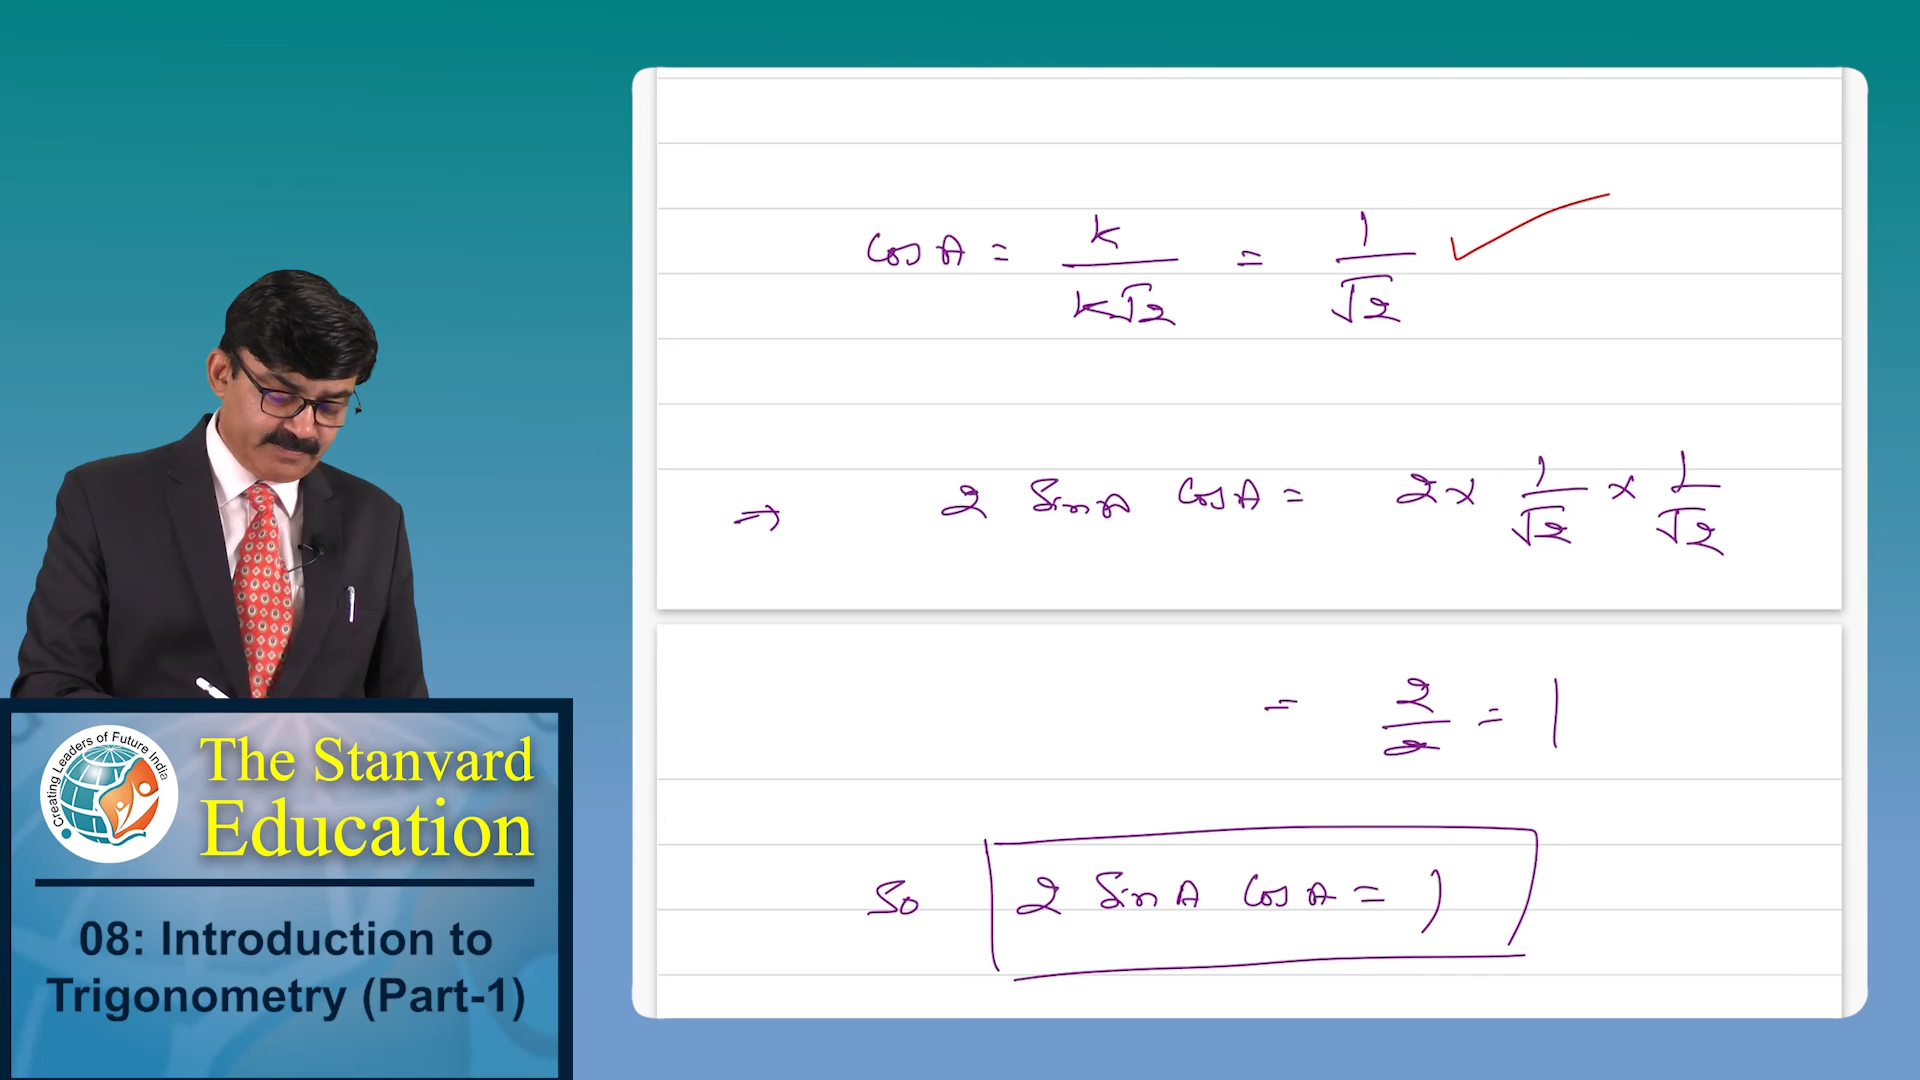 cos A = k / k√2 = 1 / √2 ✓
⇒ 2 sin A cos A = 2 × 1/√2 × 1/√2
= 2/2 = 1
So 2 sin A cos A = 1
Creating Leaders of Future India
The Stanvard
Education
08: Introduction to
Trigonometry (Part-1)